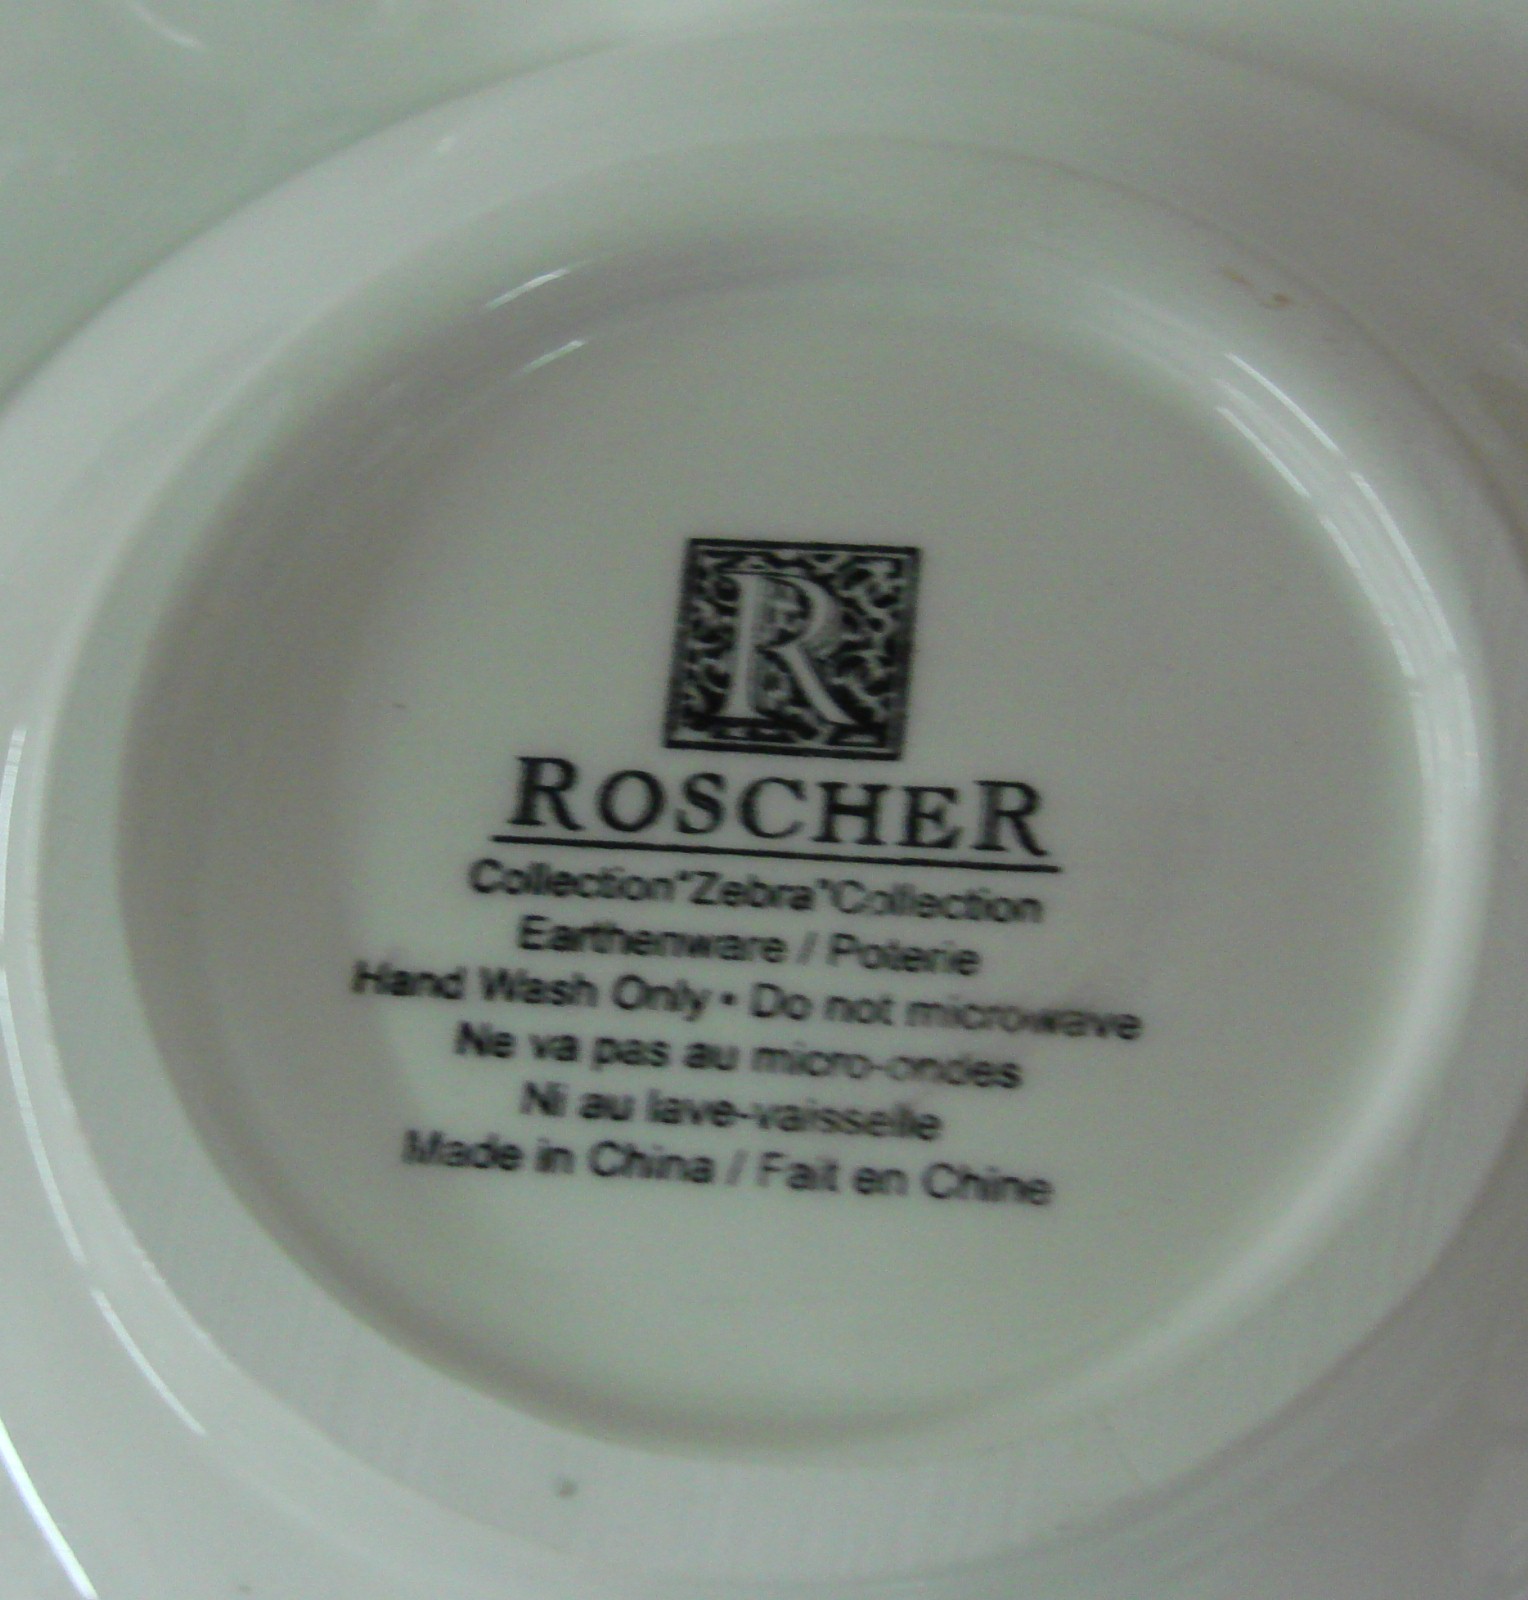 R
ROSCHER
Collection"Zebra"Collection
Earthenware / Poterie
Hand Wash Only • Do not microwave
Ne va pas au micro-ondes
Ni au lave-vaisselle
Made in China / Fait en Chine